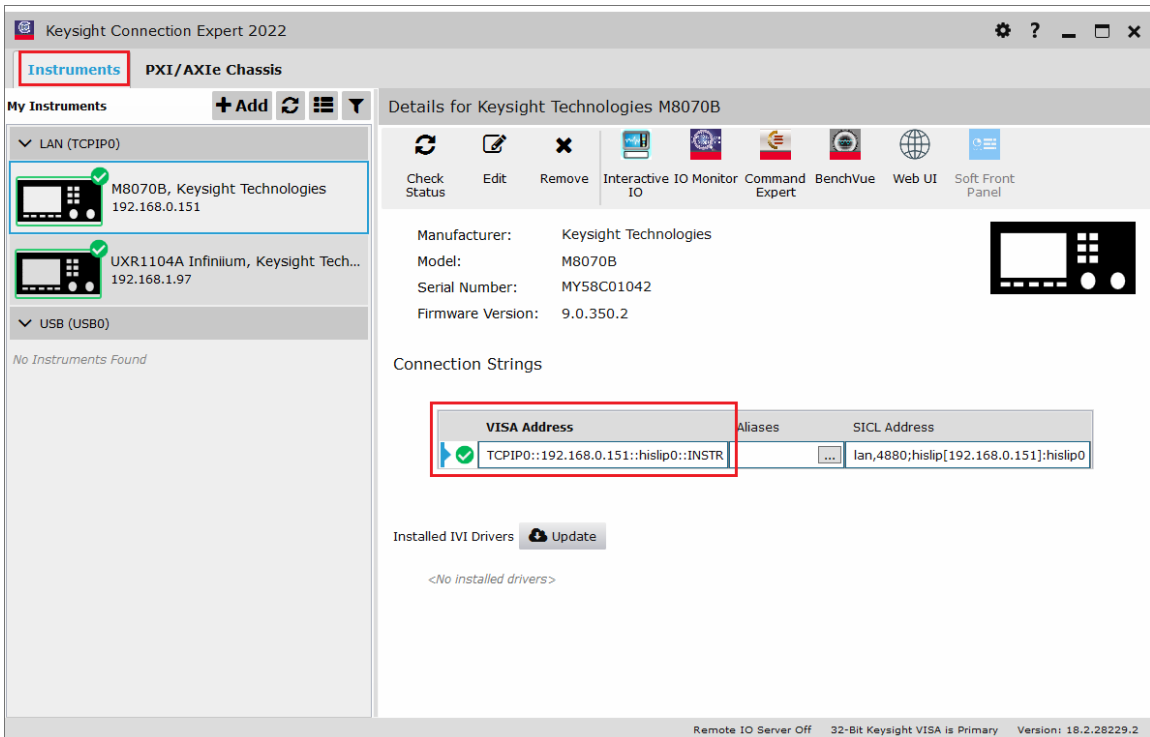 Keysight Connection Expert 2022
?
Instruments PXI/AXIe Chassis
My Instruments
Add
LAN (TCPIP0)
M8070B, Keysight Technologies
192.168.0.151
UXR1104A Infiniium, Keysight Tech...
192.168.1.97
USB (USB0)
No Instruments Found
Details for Keysight Technologies M8070B
Check
Status
Edit
Remove
Interactive
IO
IO Monitor
Command
Expert
BenchVue
Web UI
Soft Front
Panel
Manufacturer: Keysight Technologies
Model: M8070B
Serial Number: MY58C01042
Firmware Version: 9.0.350.2
Connection Strings
VISA Address Aliases SICL Address
TCPIP0::192.168.0.151::hislip0::INSTR ... lan,4880;hislip[192.168.0.151]:hislip0
Installed IVI Drivers Update
<No installed drivers>
Remote IO Server Off 32-Bit Keysight VISA is Primary Version: 18.2.28229.2